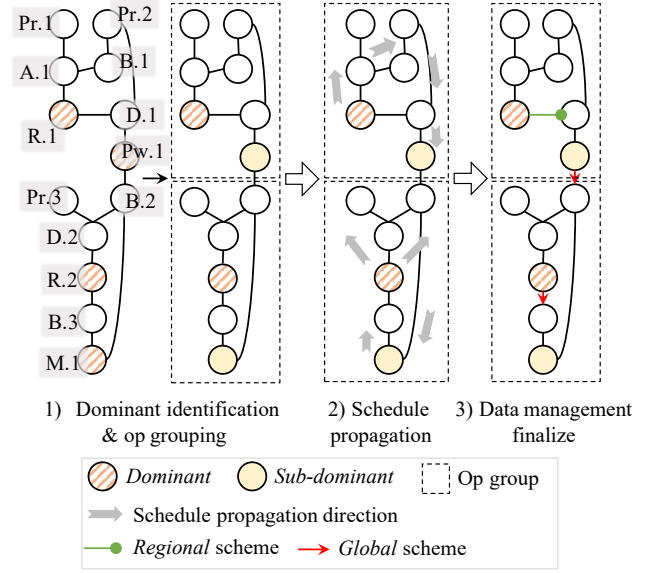 Pr.1
Pr.2
A.1
B.1
R.1
D.1
Pw.1
Pr.3
B.2
D.2
R.2
B.3
M.1
1) Dominant identification
& op grouping
2) Schedule
propagation
3) Data management
finalize
Dominant
Sub-dominant
Op group
Schedule propagation direction
Regional scheme
Global scheme